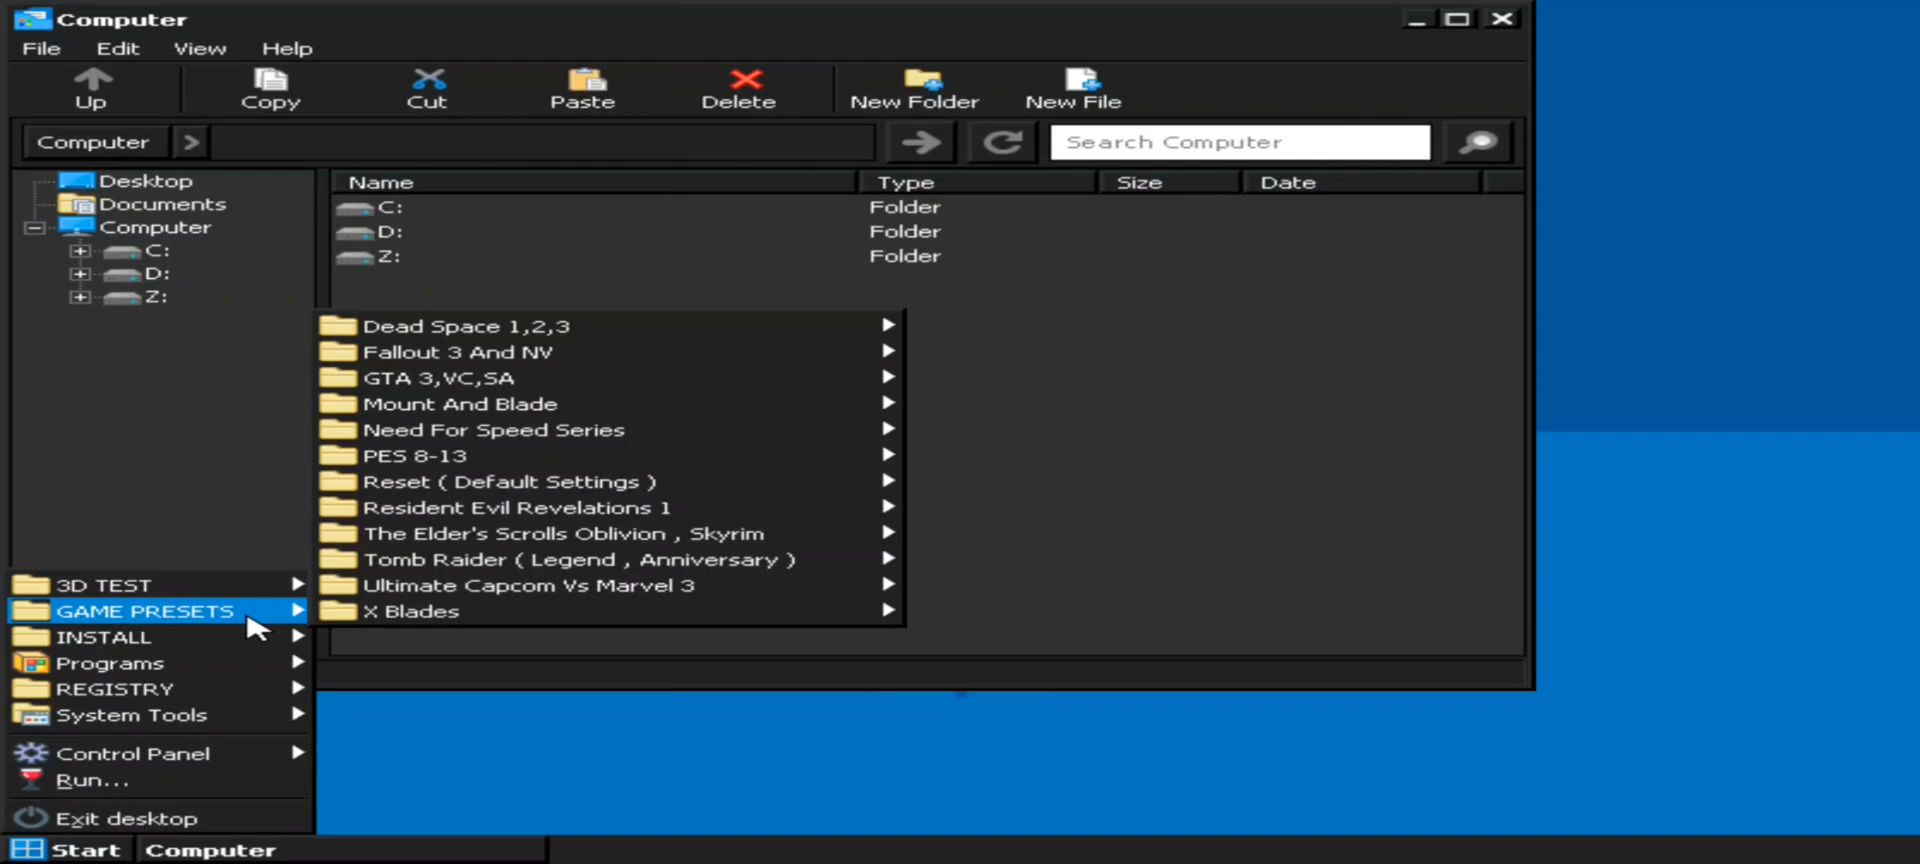 Computer
File Edit View Help
Up Copy Cut Paste Delete New Folder New File
Computer > Search Computer
Desktop
Documents
Computer
C:
D:
Z:
Name Type Size Date
C: Folder
D: Folder
Z: Folder
Dead Space 1,2,3
Fallout 3 And NV
GTA 3,VC,SA
Mount And Blade
Need For Speed Series
PES 8-13
Reset ( Default Settings )
Resident Evil Revelations 1
The Elder's Scrolls Oblivion , Skyrim
Tomb Raider ( Legend , Anniversary )
Ultimate Capcom Vs Marvel 3
X Blades
3D TEST
GAME PRESETS
INSTALL
Programs
REGISTRY
System Tools
Control Panel
Run...
Exit desktop
Start Computer